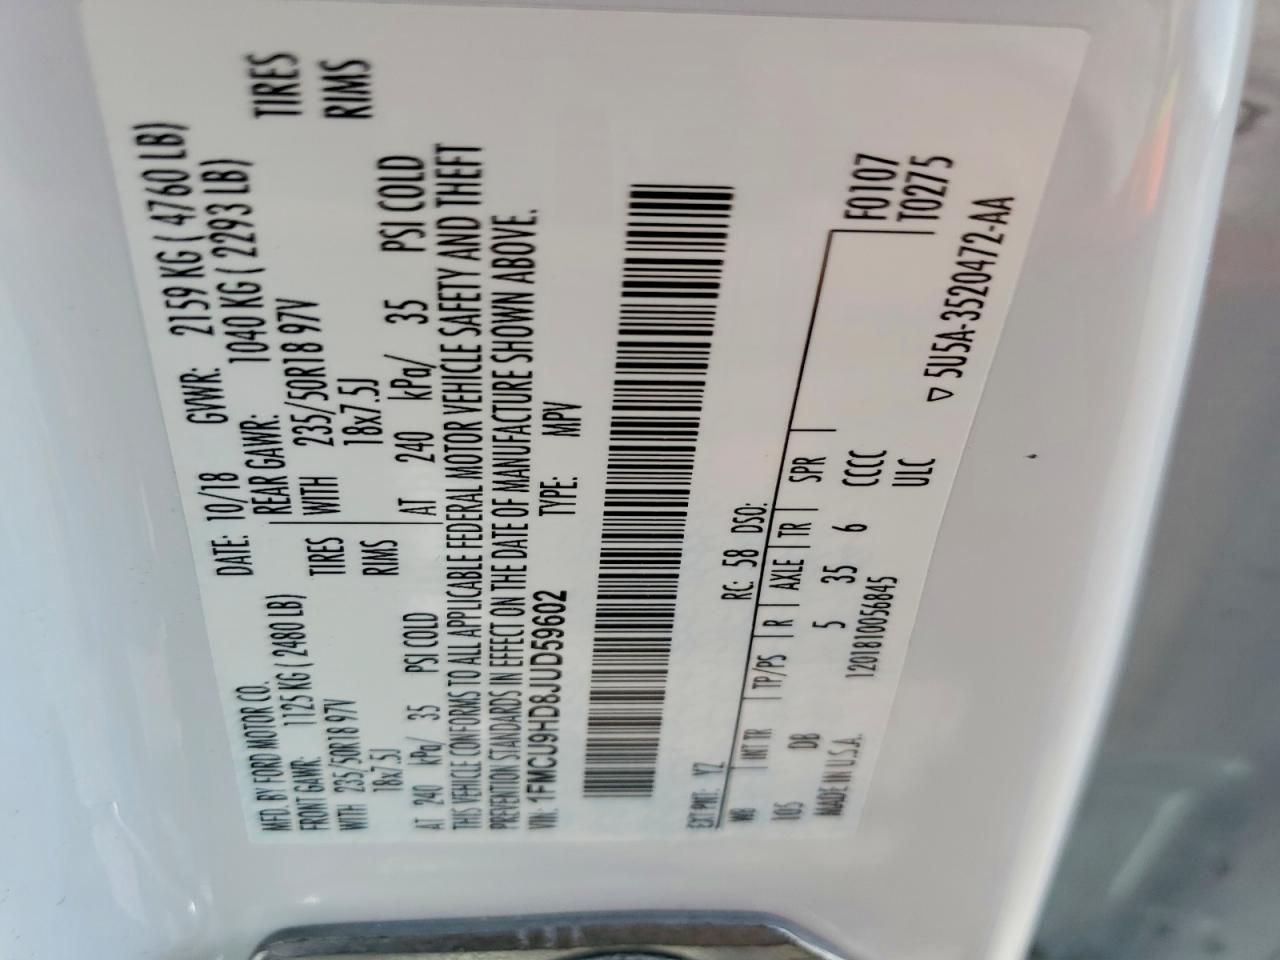 MFD. BY FORD MOTOR CO. DATE: 10/18 GVWR: 2159 KG ( 4760 LB)
FRONT GAWR: 1125 KG ( 2480 LB) REAR GAWR: 1040 KG ( 2293 LB)
WITH 235/50R18 97V TIRES WITH 235/50R18 97V TIRES
18x7.5J RIMS 18x7.5J RIMS
AT 240 kPa/ 35 PSI COLD AT 240 kPa/ 35 PSI COLD
THIS VEHICLE CONFORMS TO ALL APPLICABLE FEDERAL MOTOR VEHICLE SAFETY AND THEFT
PREVENTION STANDARDS IN EFFECT ON THE DATE OF MANUFACTURE SHOWN ABOVE.
VIN: 1FMCU9HD8JUD59602 TYPE: MPV
EXT PNT: YZ RC: 58 DSO: F0107
WB INT TR TP/PS R AXLE TR SPR T0275
105 DB 5 35 6 CCCC
MADE IN U.S.A. 1201810056845 ULC ▽ 5U5A-3520472-AA